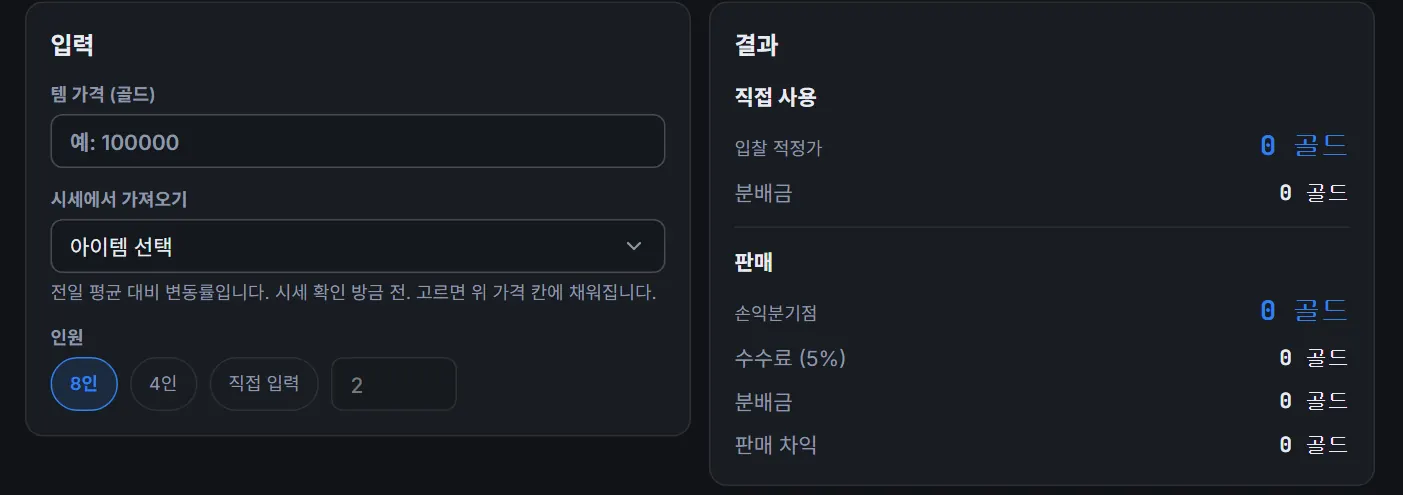 입력
템 가격 (골드)
예: 100000
시세에서 가져오기
아이템 선택
전일 평균 대비 변동률입니다. 시세 확인 방금 전. 고르면 위 가격 칸에 채워집니다.
인원
8인 4인 직접 입력 2
결과
직접 사용
입찰 적정가 0 골드
분배금 0 골드
판매
손익분기점 0 골드
수수료 (5%) 0 골드
분배금 0 골드
판매 차익 0 골드